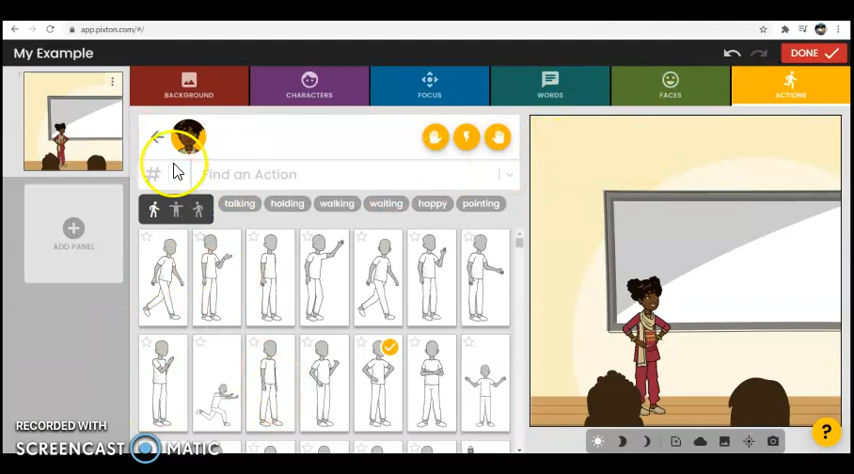 app.pixton.com/#/
My Example
DONE
BACKGROUND
CHARACTERS
FOCUS
WORDS
FACES
ACTIONS
# Find an Action
talking holding walking waiting happy pointing
ADD PANEL
?
RECORDED WITH
SCREENCAST MATIC